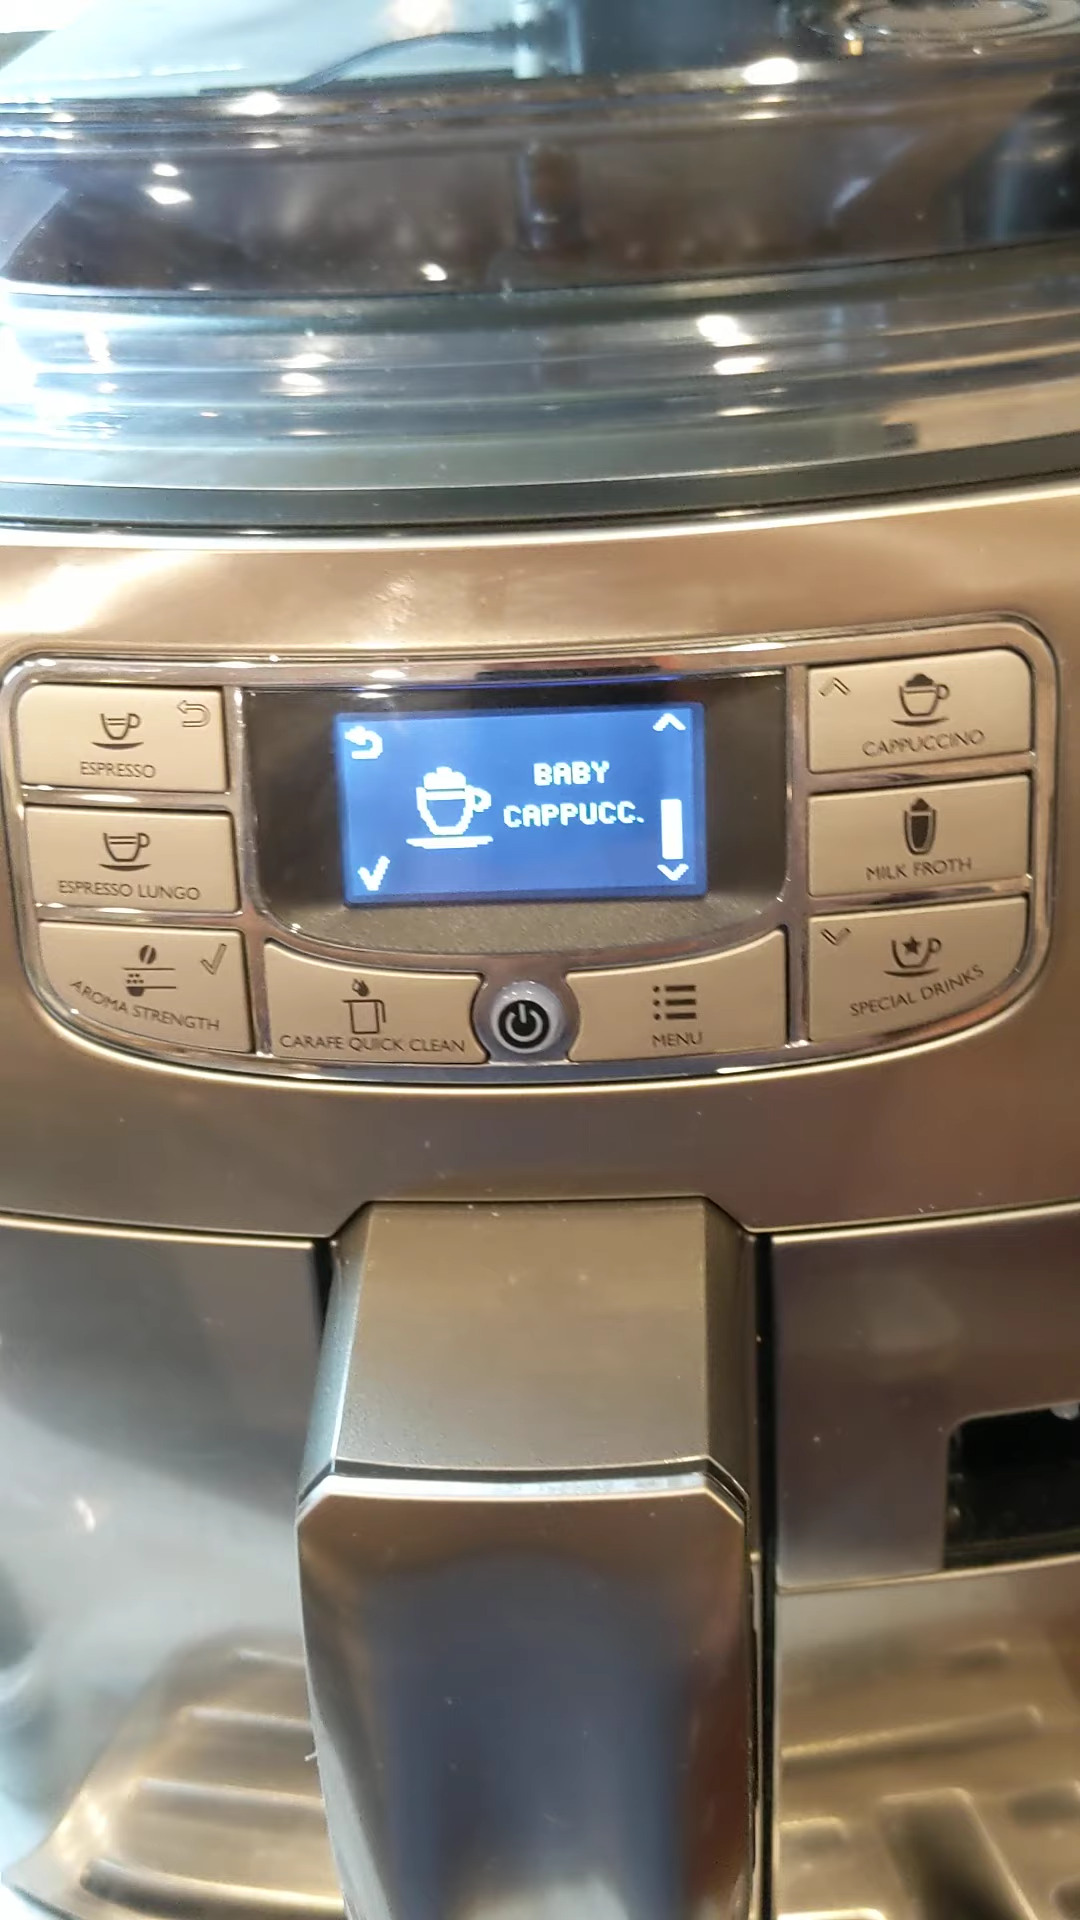 ESPRESSO
ESPRESSO LUNGO
AROMA STRENGTH
CARAFE QUICK CLEAN
BABY
CAPPUCC.
MENU
CAPPUCCINO
MILK FROTH
SPECIAL DRINKS